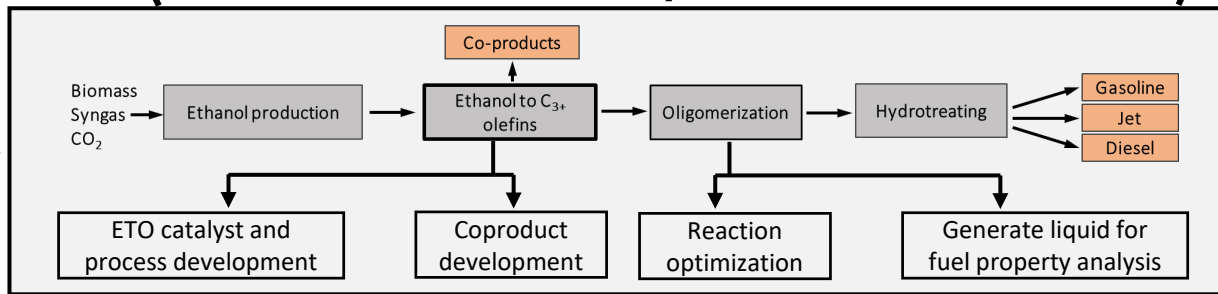 Co-products
Biomass
Syngas
CO₂
Ethanol production
Ethanol to C₃₊
olefins
Oligomerization
Hydrotreating
Gasoline
Jet
Diesel
ETO catalyst and
process development
Coproduct
development
Reaction
optimization
Generate liquid for
fuel property analysis